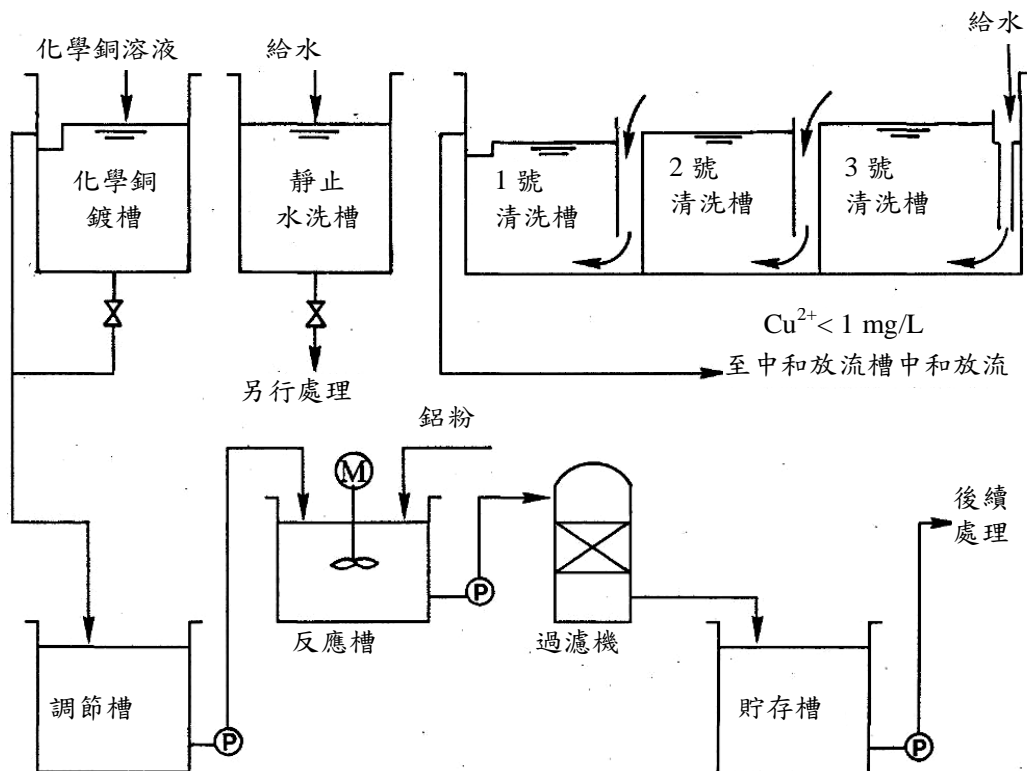 化學銅溶液
給水
給水
化學銅
鍍槽
靜止
水洗槽
1 號
清洗槽
2 號
清洗槽
3 號
清洗槽
Cu²⁺< 1 mg/L
至中和放流槽中和放流
另行處理
鋁粉
M
後續
處理
P
反應槽
過濾機
調節槽
P
貯存槽
P